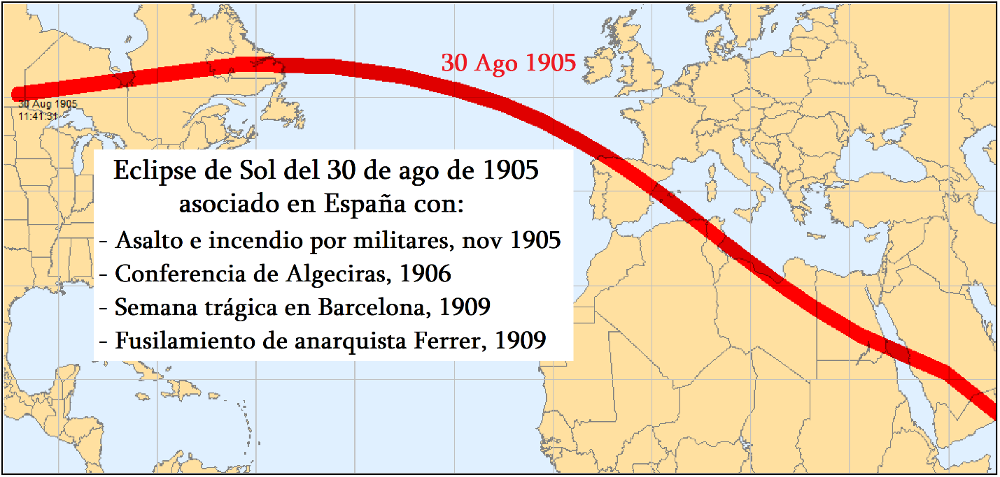 30 Ago 1905
30 Aug 1905
11:41:31
Eclipse de Sol del 30 de ago de 1905
asociado en España con:
- Asalto e incendio por militares, nov 1905
- Conferencia de Algeciras, 1906
- Semana trágica en Barcelona, 1909
- Fusilamiento de anarquista Ferrer, 1909